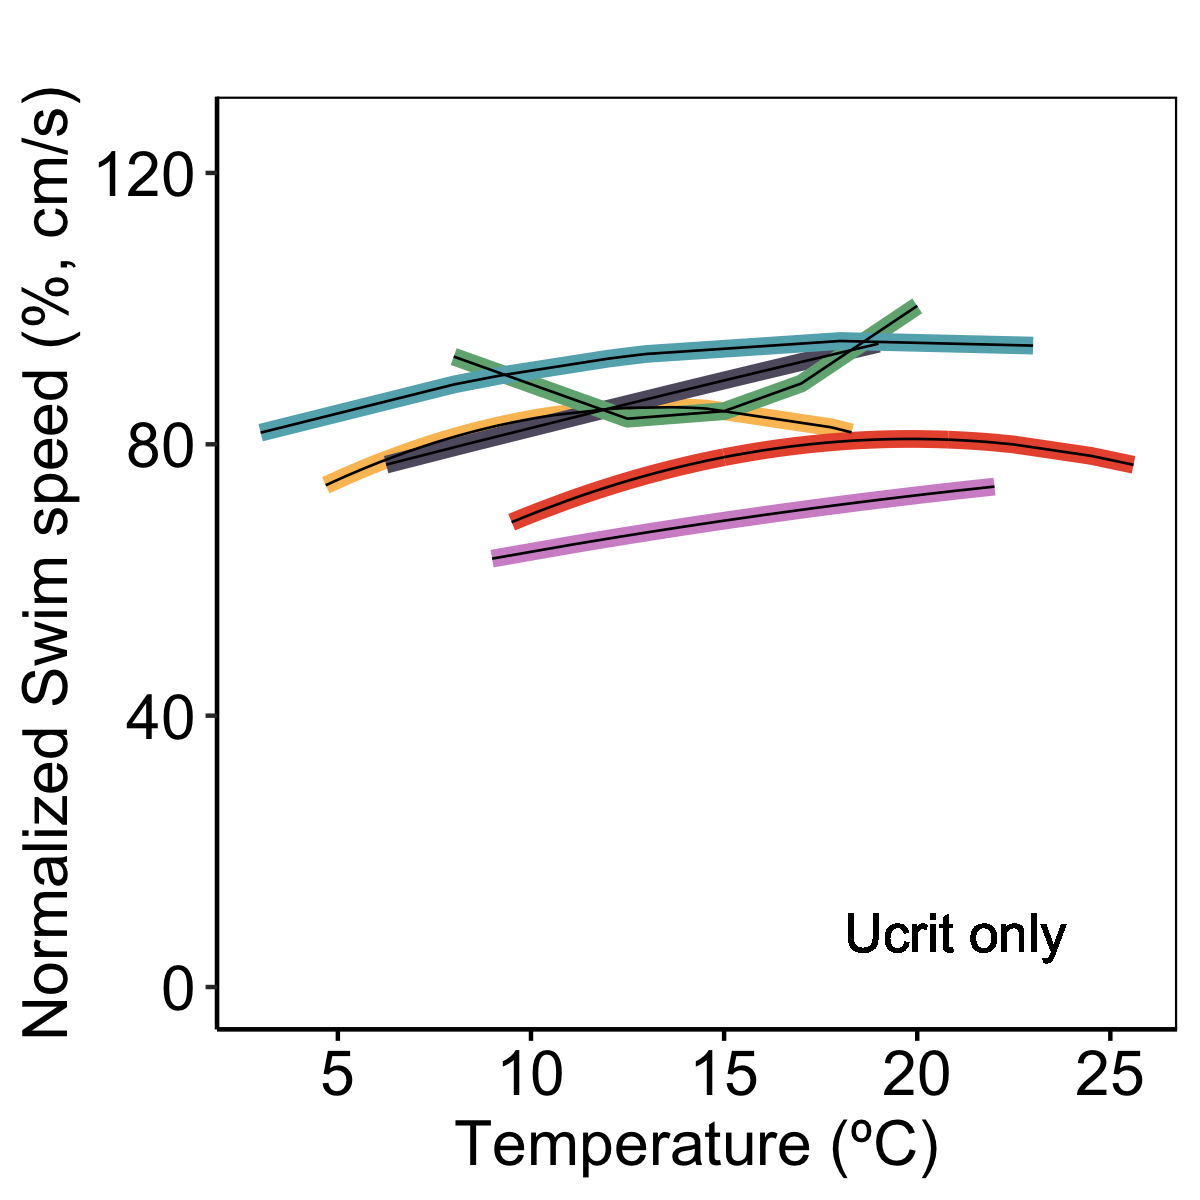 Normalized Swim speed (%, cm/s)
120
80
40
0
Ucrit only
5 10 15 20 25
Temperature (ºC)